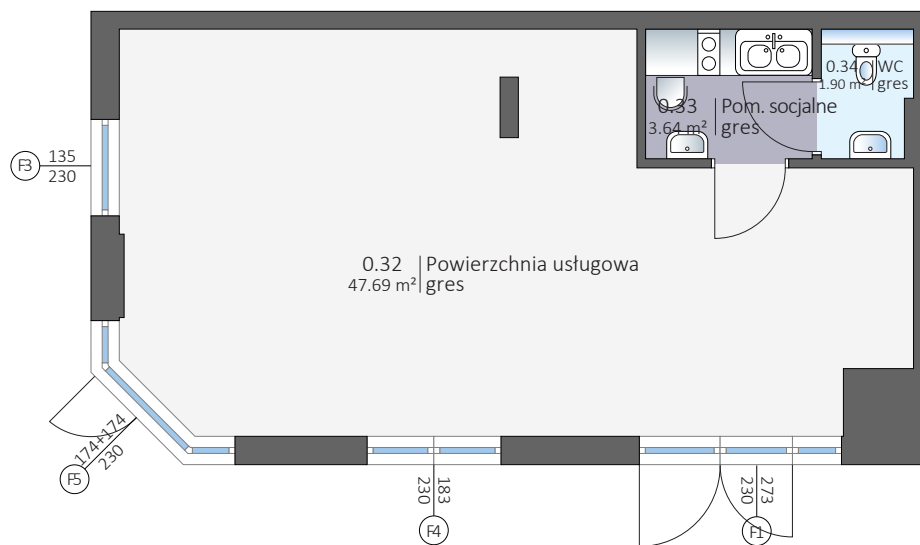 0.34 WC
1.90 m² gres
0.33 Pom. socjalne
3.64 m² gres
F3 135
230
0.32 Powierzchnia usługowa
47.69 m² gres
174+174
230
F5
183
230
F4
273
230
F1